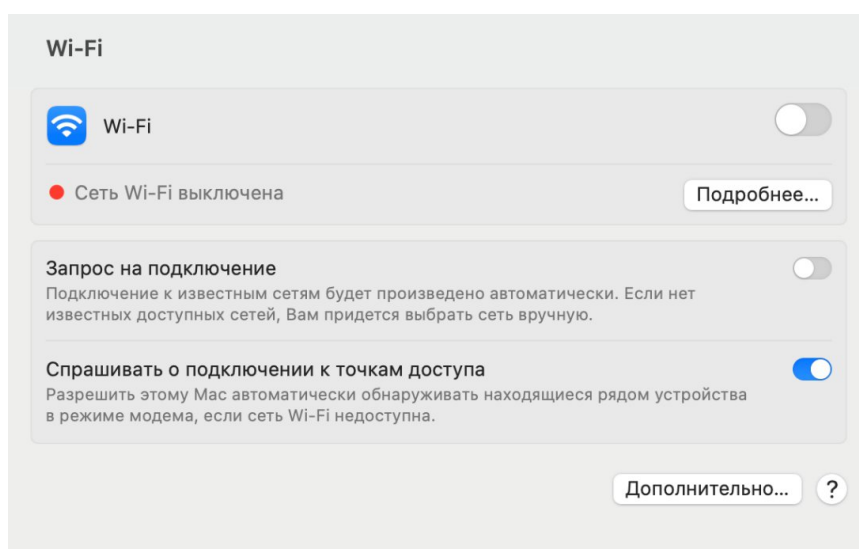 Wi-Fi
Wi-Fi
Сеть Wi-Fi выключена
Подробнее...
Запрос на подключение
Подключение к известным сетям будет произведено автоматически. Если нет
известных доступных сетей, Вам придется выбрать сеть вручную.
Спрашивать о подключении к точкам доступа
Разрешить этому Mac автоматически обнаруживать находящиеся рядом устройства
в режиме модема, если сеть Wi-Fi недоступна.
Дополнительно...
?